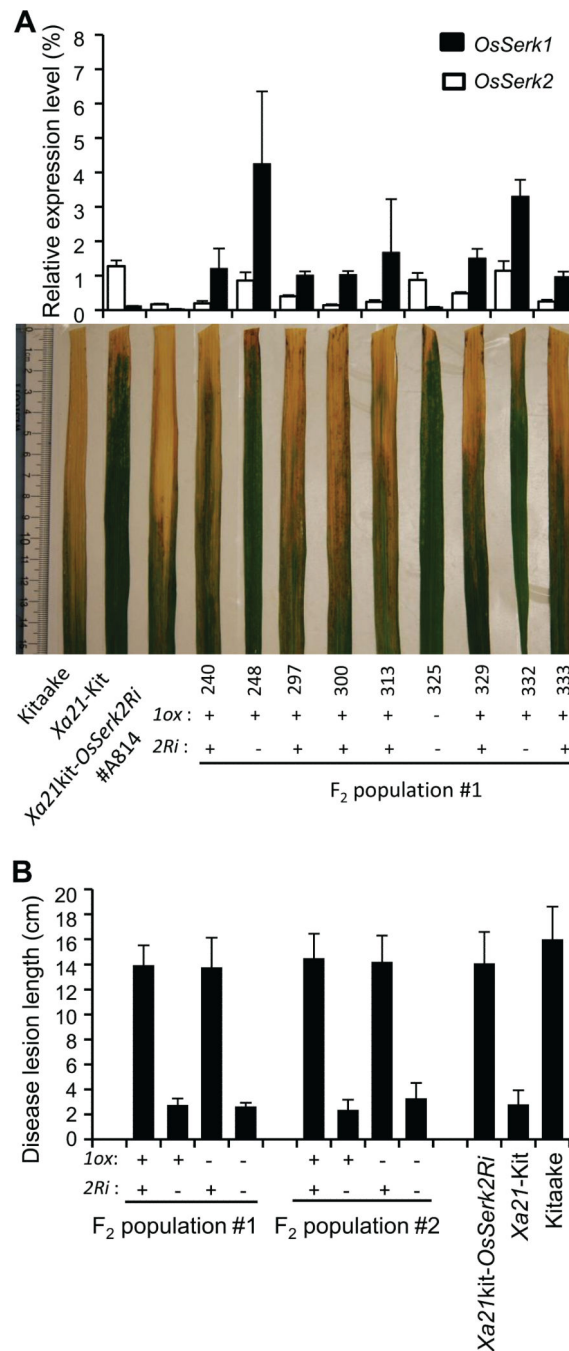 A
Relative expression level (%)
8
7
6
5
4
3
2
1
0
OsSerk1
OsSerk2
Kitaake
Xa21-Kit
Xa21kit-OsSerk2Ri
#A814
240 248 297 300 313 325 329 332 333
1ox : + + + + + - + + +
2Ri : + - + + + - + - +
F2 population #1
B
Disease lesion length (cm)
20
18
16
14
12
10
8
6
4
2
0
1ox: + + - - + + - -
2Ri : + - + - + - + -
F2 population #1 F2 population #2
Xa21kit-OsSerk2Ri
Xa21-Kit
Kitaake